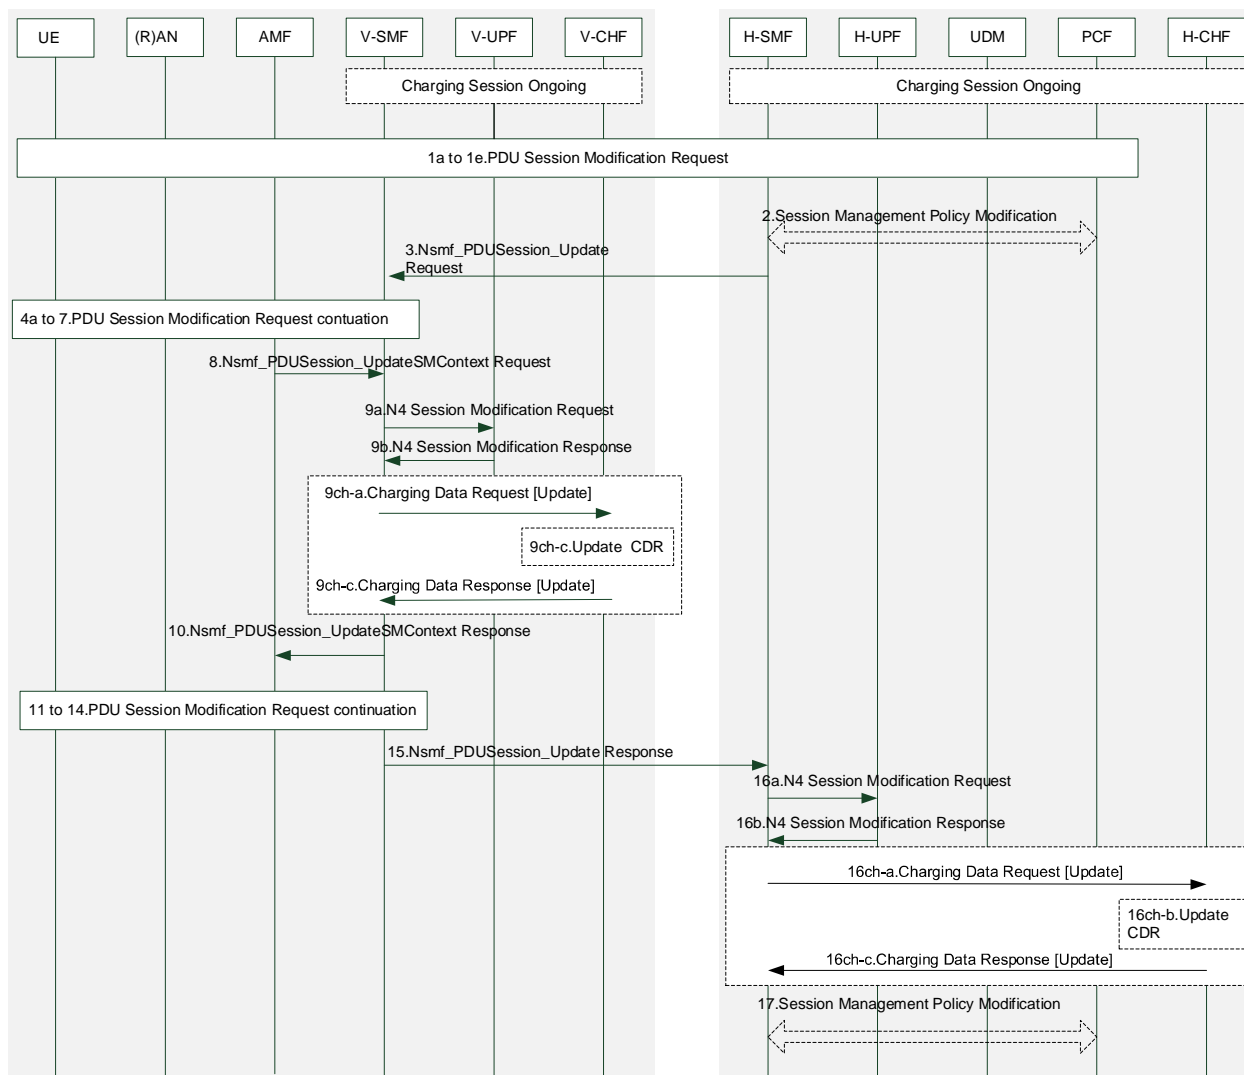 UE
(R)AN
AMF
V-SMF
V-UPF
V-CHF
H-SMF
H-UPF
UDM
PCF
H-CHF
Charging Session Ongoing
Charging Session Ongoing
1a to 1e.PDU Session Modification Request
2.Session Management Policy Modification
3.Nsmf_PDUSession_Update
Request
4a to 7.PDU Session Modification Request contuation
8.Nsmf_PDUSession_UpdateSMContext Request
9a.N4 Session Modification Request
9b.N4 Session Modification Response
9ch-a.Charging Data Request [Update]
9ch-c.Update CDR
9ch-c.Charging Data Response [Update]
10.Nsmf_PDUSession_UpdateSMContext Response
11 to 14.PDU Session Modification Request continuation
15.Nsmf_PDUSession_Update Response
16a.N4 Session Modification Request
16b.N4 Session Modification Response
16ch-a.Charging Data Request [Update]
16ch-b.Update
CDR
16ch-c.Charging Data Response [Update]
17.Session Management Policy Modification